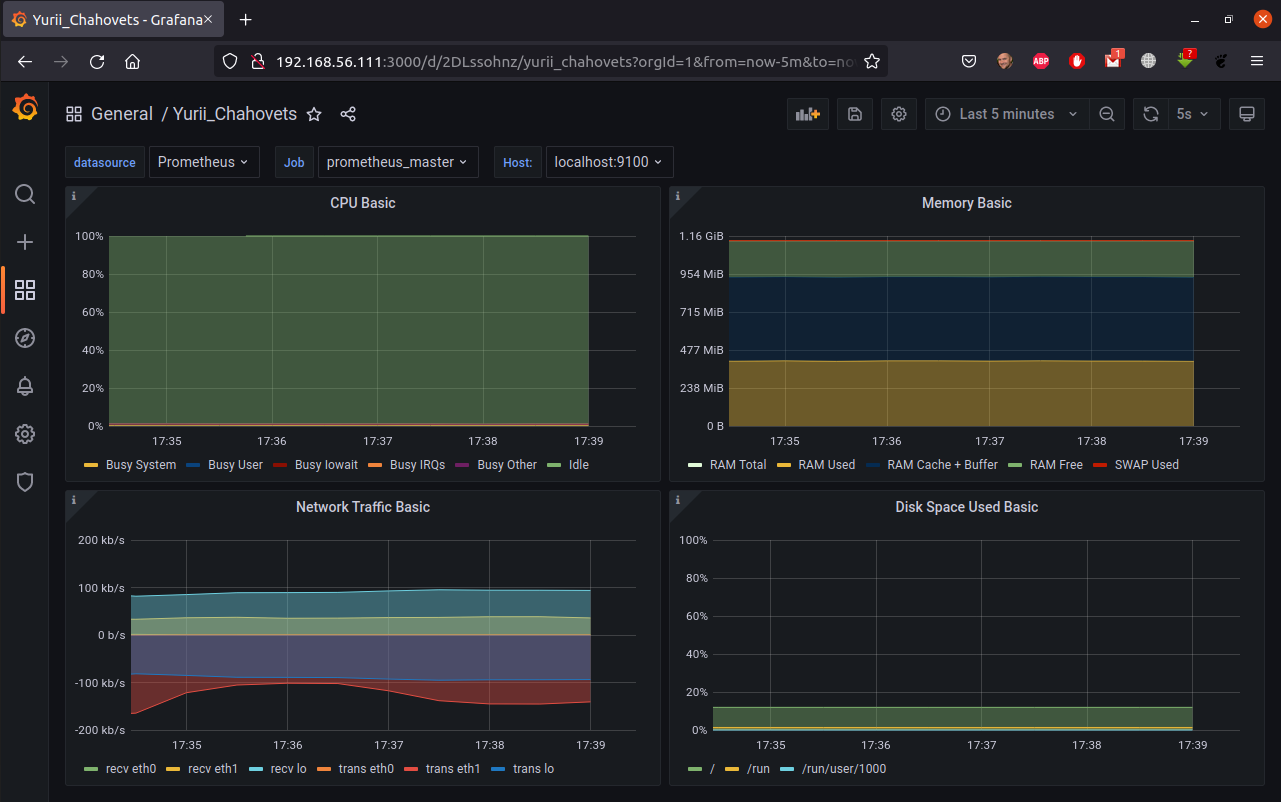 Yurii_Chahovets - Grafana
192.168.56.111:3000/d/2DLssohnz/yurii_chahovets?orgId=1&from=now-5m&to=no
ABP 1 ?
General / Yurii_Chahovets Last 5 minutes 5s
datasource Prometheus Job prometheus_master Host: localhost:9100
CPU Basic
100%
80%
60%
40%
20%
0%
17:35 17:36 17:37 17:38 17:39
Busy System Busy User Busy Iowait Busy IRQs Busy Other Idle
Memory Basic
1.16 GiB
954 MiB
715 MiB
477 MiB
238 MiB
0 B
17:35 17:36 17:37 17:38 17:39
RAM Total RAM Used RAM Cache + Buffer RAM Free SWAP Used
Network Traffic Basic
200 kb/s
100 kb/s
0 b/s
-100 kb/s
-200 kb/s
17:35 17:36 17:37 17:38 17:39
recv eth0 recv eth1 recv lo trans eth0 trans eth1 trans lo
Disk Space Used Basic
100%
80%
60%
40%
20%
0%
17:35 17:36 17:37 17:38 17:39
/ /run /run/user/1000